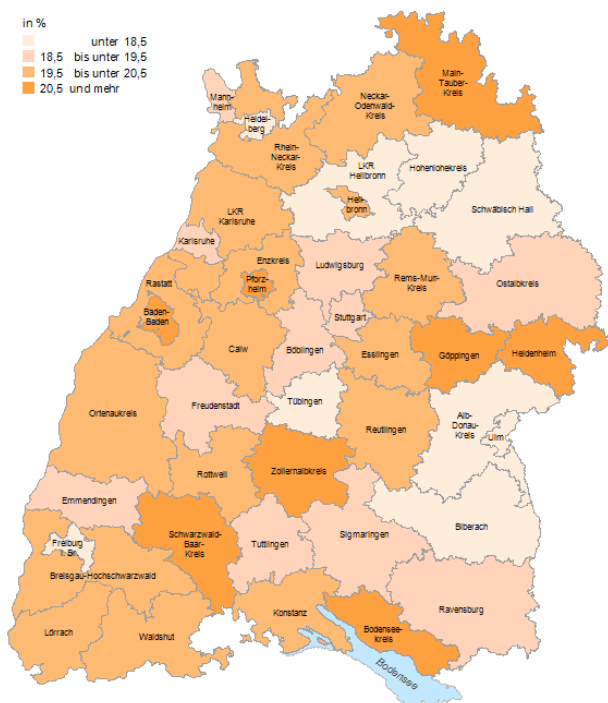 in %
unter 18,5
18,5 bis unter 19,5
19,5 bis unter 20,5
20,5 und mehr
Main-
Tauber-
Kreis
Neckar-
Odenwald-
Kreis
Mann-
heim
Heidel-
berg
Rhein-
Neckar-
Kreis
LKR
Heilbronn
Hohenlohekreis
Heil-
bronn
Schwäbisch Hall
LKR
Karlsruhe
Karlsruhe
Enzkreis
Ludwigsburg
Rems-Murr-
Kreis
Ostalbkreis
Rastatt
Pforz-
heim
Baden-
Baden
Stuttgart
Calw
Böblingen
Esslingen
Göppingen
Heidenheim
Ortenaukreis
Freudenstadt
Tübingen
Reutlingen
Alb-
Donau-
Kreis
Ulm
Rottweil
Zollernalbkreis
Emmendingen
Biberach
Schwarzwald-
Baar-
Kreis
Tuttlingen
Sigmaringen
Freiburg
i. Br.
Breisgau-Hochschwarzwald
Konstanz
Ravensburg
Lörrach
Waldshut
Bodensee-
kreis
Bodensee